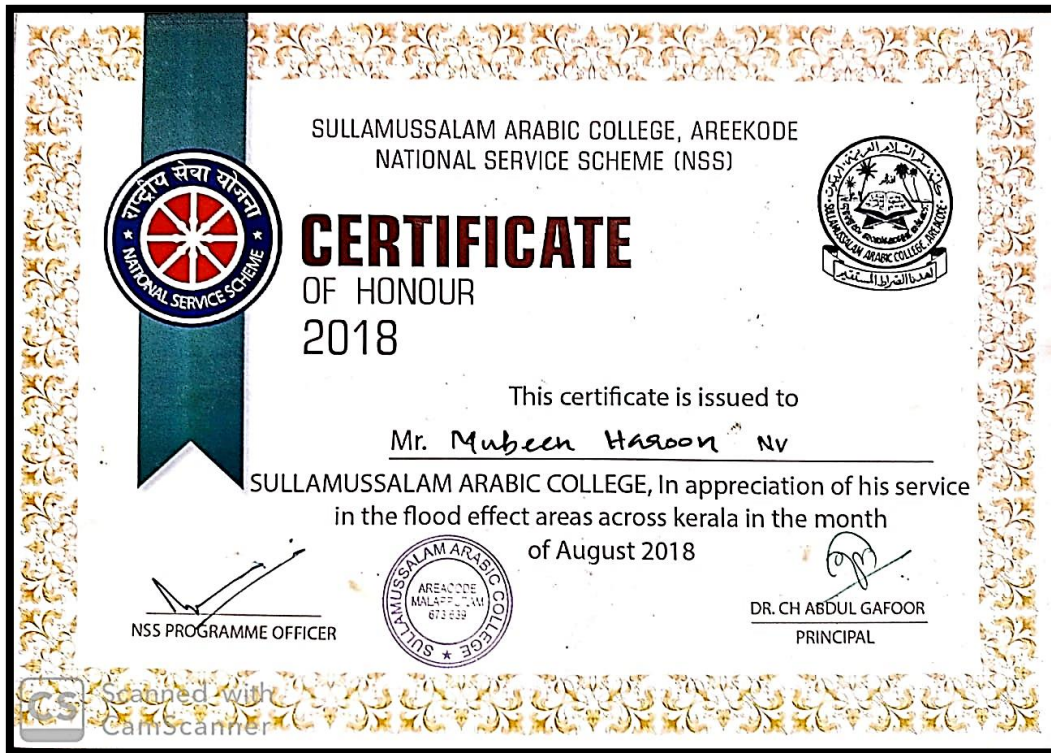 SULLAMUSSALAM ARABIC COLLEGE, AREEKODE
NATIONAL SERVICE SCHEME (NSS)
राष्ट्रीय सेवा योजना
NATIONAL SERVICE SCHEME
SULLAMUSSALAM ARABIC COLLEGE, AREACODE
CERTIFICATE
OF HONOUR
2018
This certificate is issued to
Mr. Mubeen Haroon NV
SULLAMUSSALAM ARABIC COLLEGE, In appreciation of his service
in the flood effect areas across kerala in the month
of August 2018
SULLAMUSSALAM ARABIC COLLEGE
AREACODE
MALAPPURAM
673 639
NSS PROGRAMME OFFICER
DR. CH ABDUL GAFOOR
PRINCIPAL
CS Scanned with
CamScanner